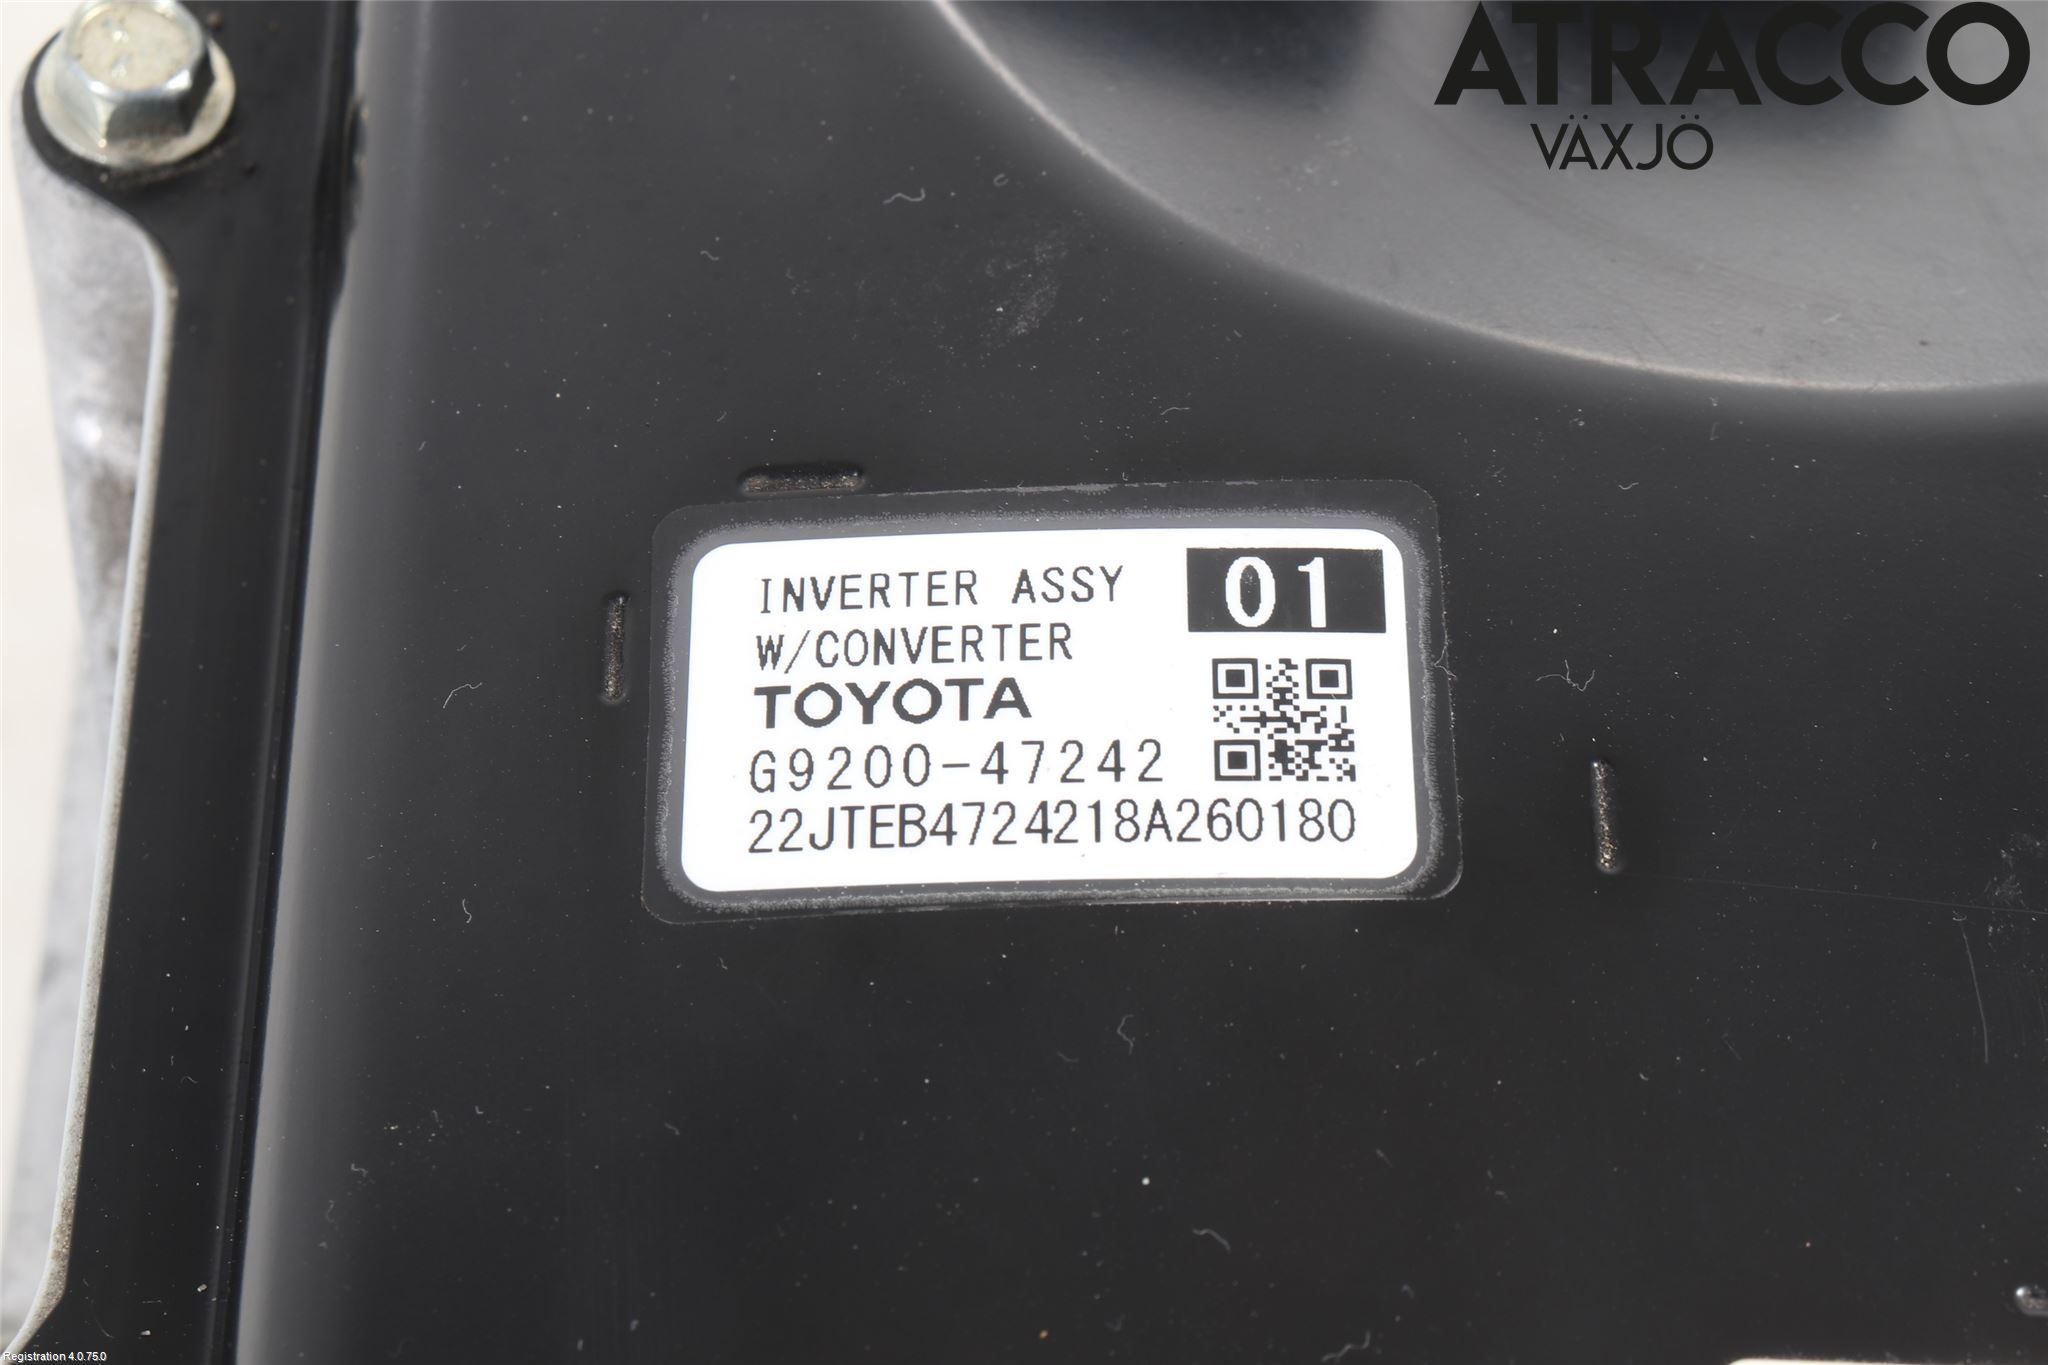 ATRACCO
VÄXJÖ
INVERTER ASSY 01
W/CONVERTER
TOYOTA
G9200-47242
22JTEB4724218A260180
Registration 4.0.75.0